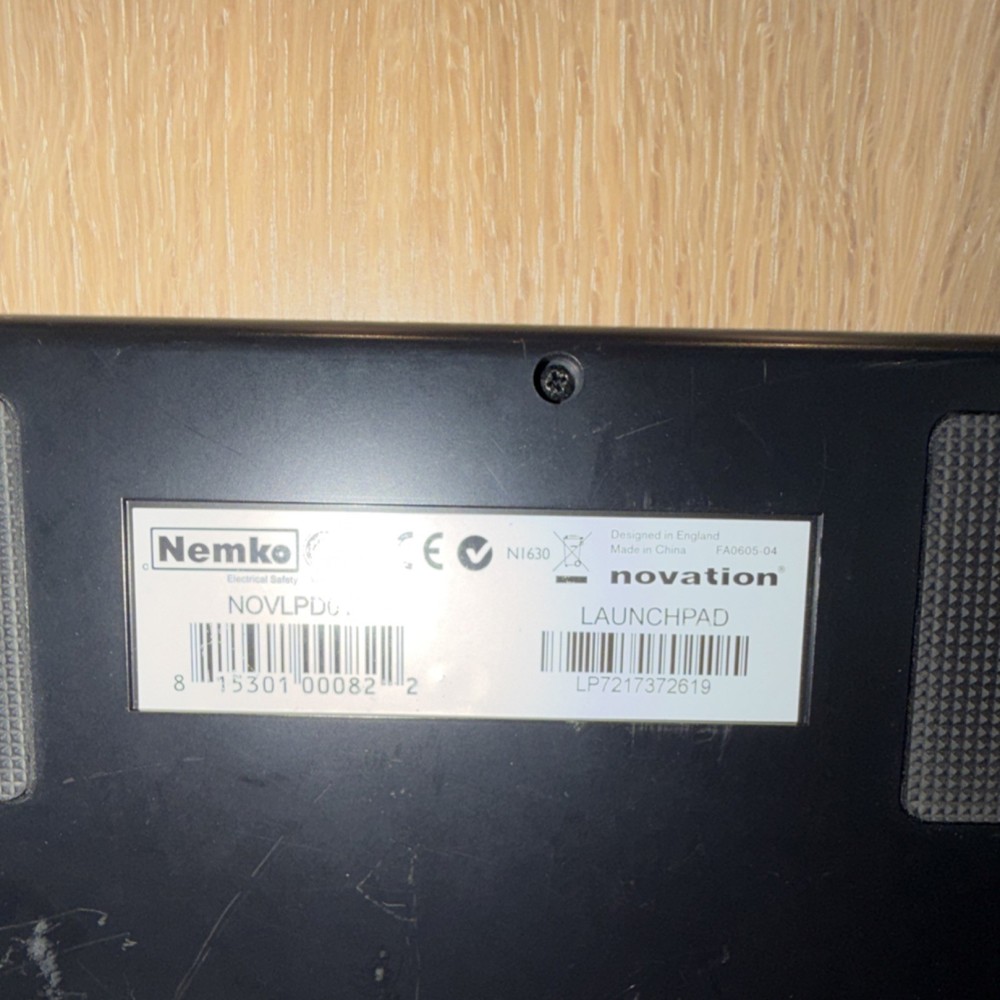 Nemko
c
Electrical Safety
CE
N1630
Designed in England
Made in China FA0605-04
novation®
LAUNCHPAD
8 15301 00082 2
LP7217372619